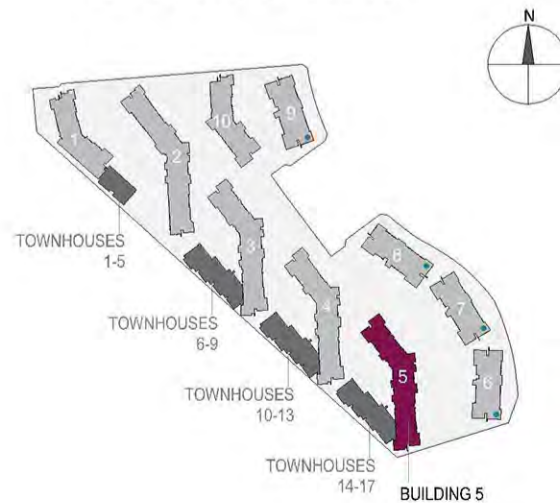 N
9
10
1
2
TOWNHOUSES
1-5
3
8
TOWNHOUSES
6-9
4
7
TOWNHOUSES
10-13
5
6
TOWNHOUSES
14-17
BUILDING 5